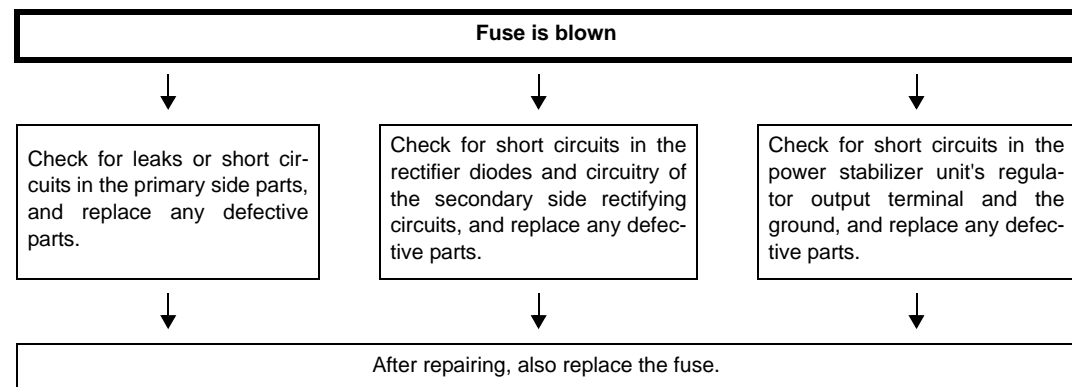 Fuse is blown
Check for leaks or short cir-
cuits in the primary side parts,
and replace any defective
parts.
Check for short circuits in the
rectifier diodes and circuitry of
the secondary side rectifying
circuits, and replace any defec-
tive parts.
Check for short circuits in the
power stabilizer unit's regula-
tor output terminal and the
ground, and replace any defec-
tive parts.
After repairing, also replace the fuse.